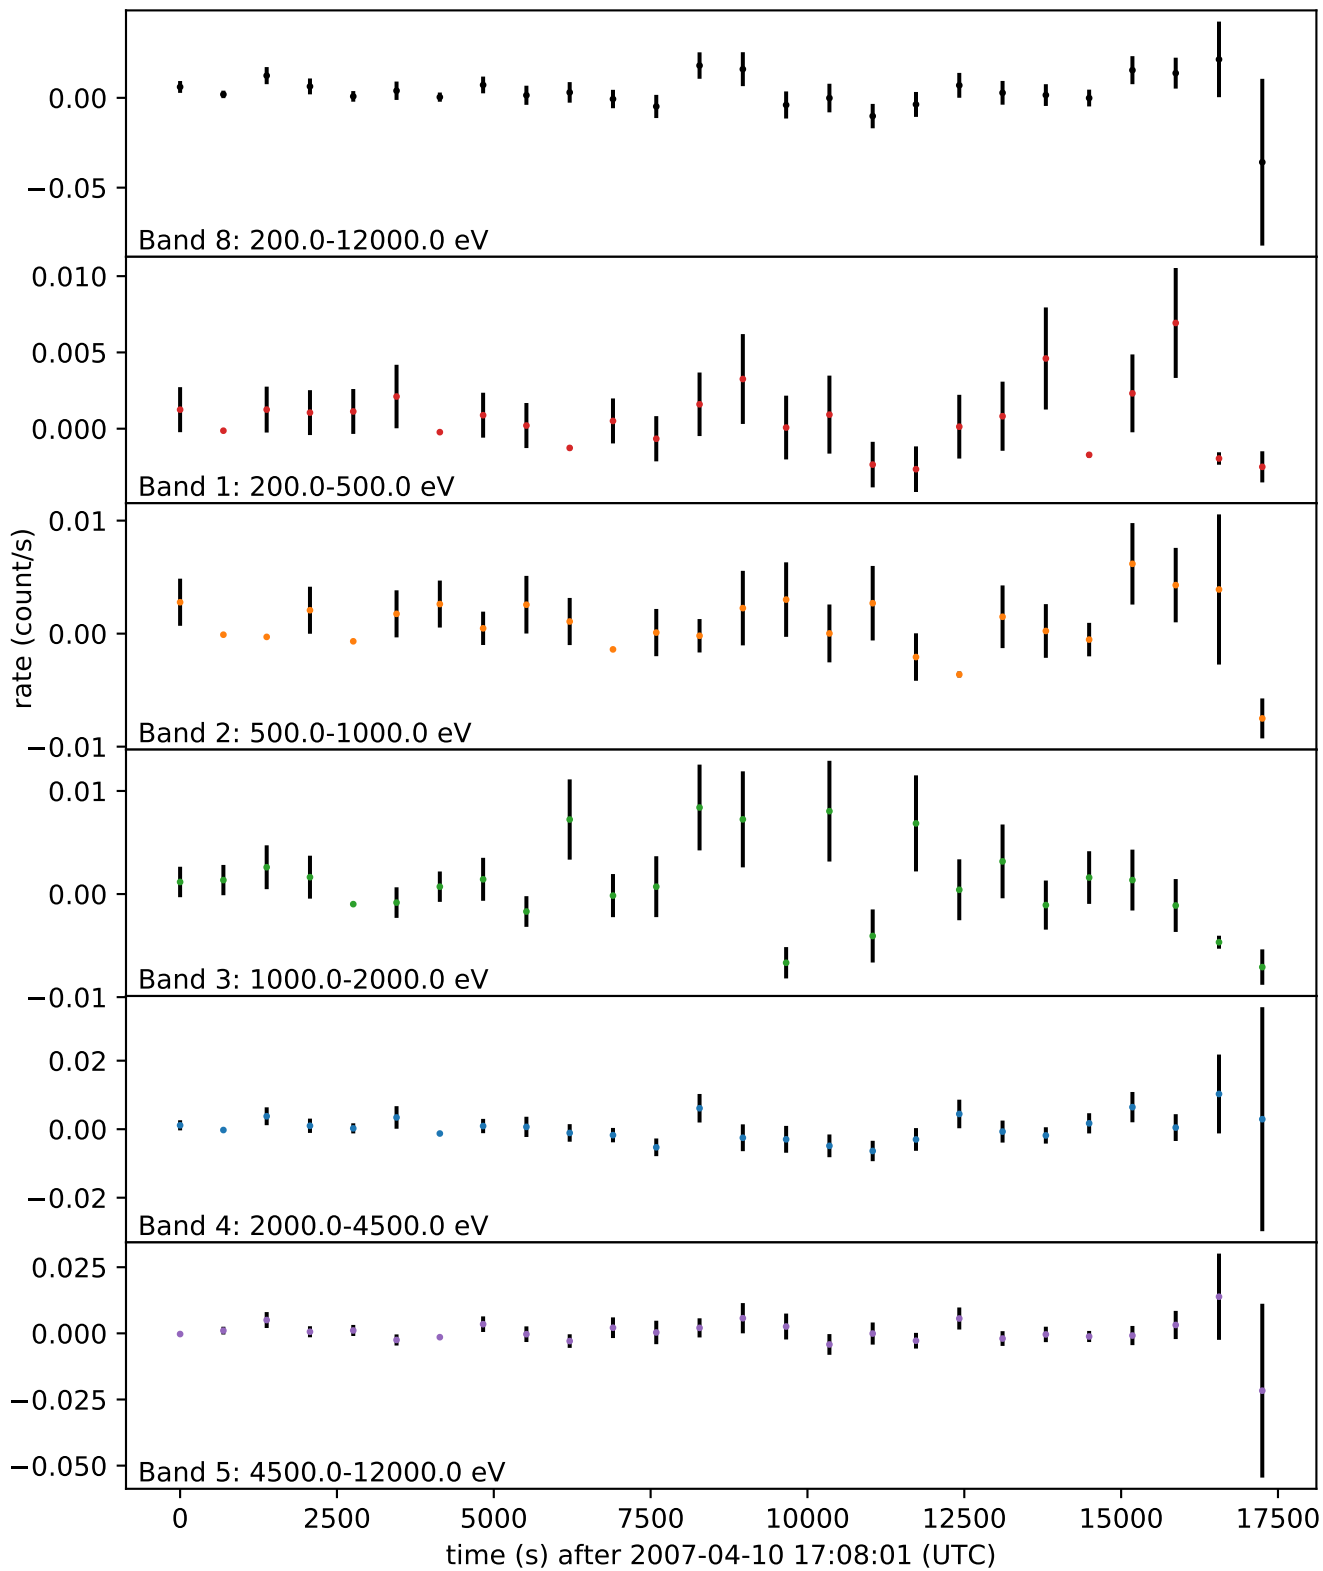 0.00
−0.05
Band 8: 200.0-12000.0 eV
0.010
0.005
0.000
Band 1: 200.0-500.0 eV
0.01
0.00
−0.01
Band 2: 500.0-1000.0 eV
rate (count/s)
0.01
0.00
−0.01
Band 3: 1000.0-2000.0 eV
0.02
0.00
−0.02
Band 4: 2000.0-4500.0 eV
0.025
0.000
−0.025
−0.050
Band 5: 4500.0-12000.0 eV
0 2500 5000 7500 10000 12500 15000 17500
time (s) after 2007-04-10 17:08:01 (UTC)